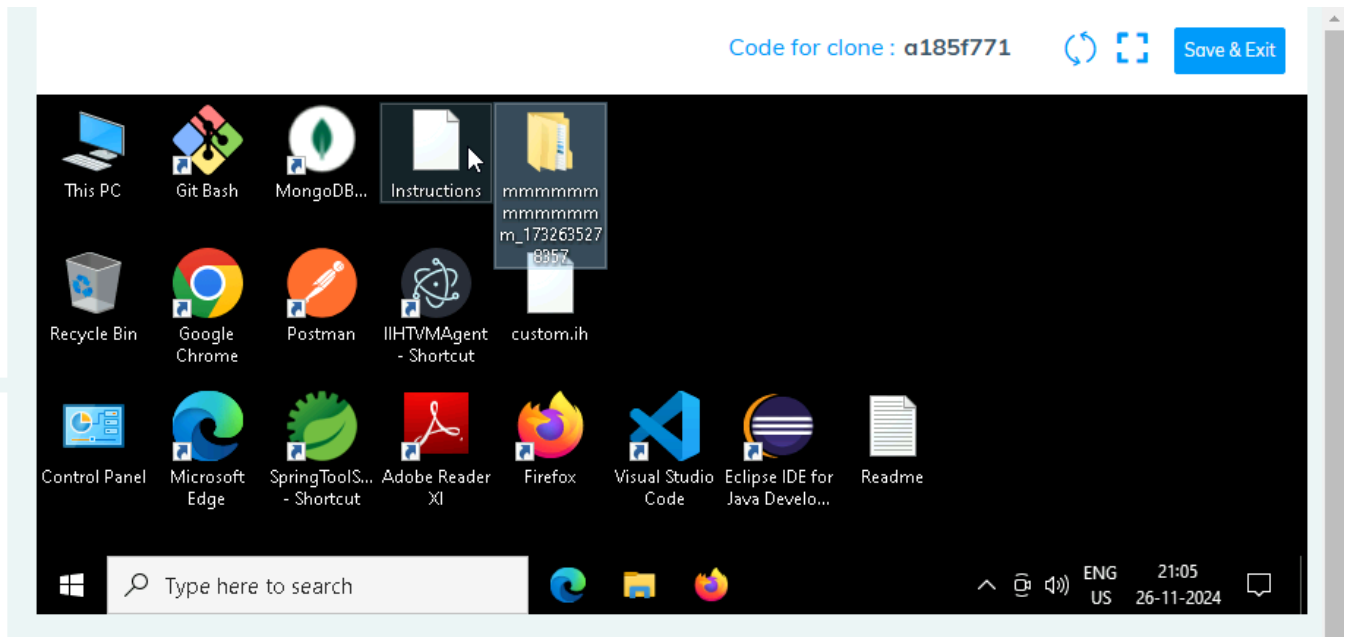 Code for clone : a185f771
Save & Exit
This PC
Git Bash
MongoDB...
Instructions
mmmmmmm
mmmmmmm
m_173263527
8357
Recycle Bin
Google
Chrome
Postman
IIHTVMAgent
- Shortcut
custom.ih
Control Panel
Microsoft
Edge
SpringToolS...
- Shortcut
Adobe Reader
XI
Firefox
Visual Studio
Code
Eclipse IDE for
Java Develo...
Readme
Type here to search
ENG
US
21:05
26-11-2024